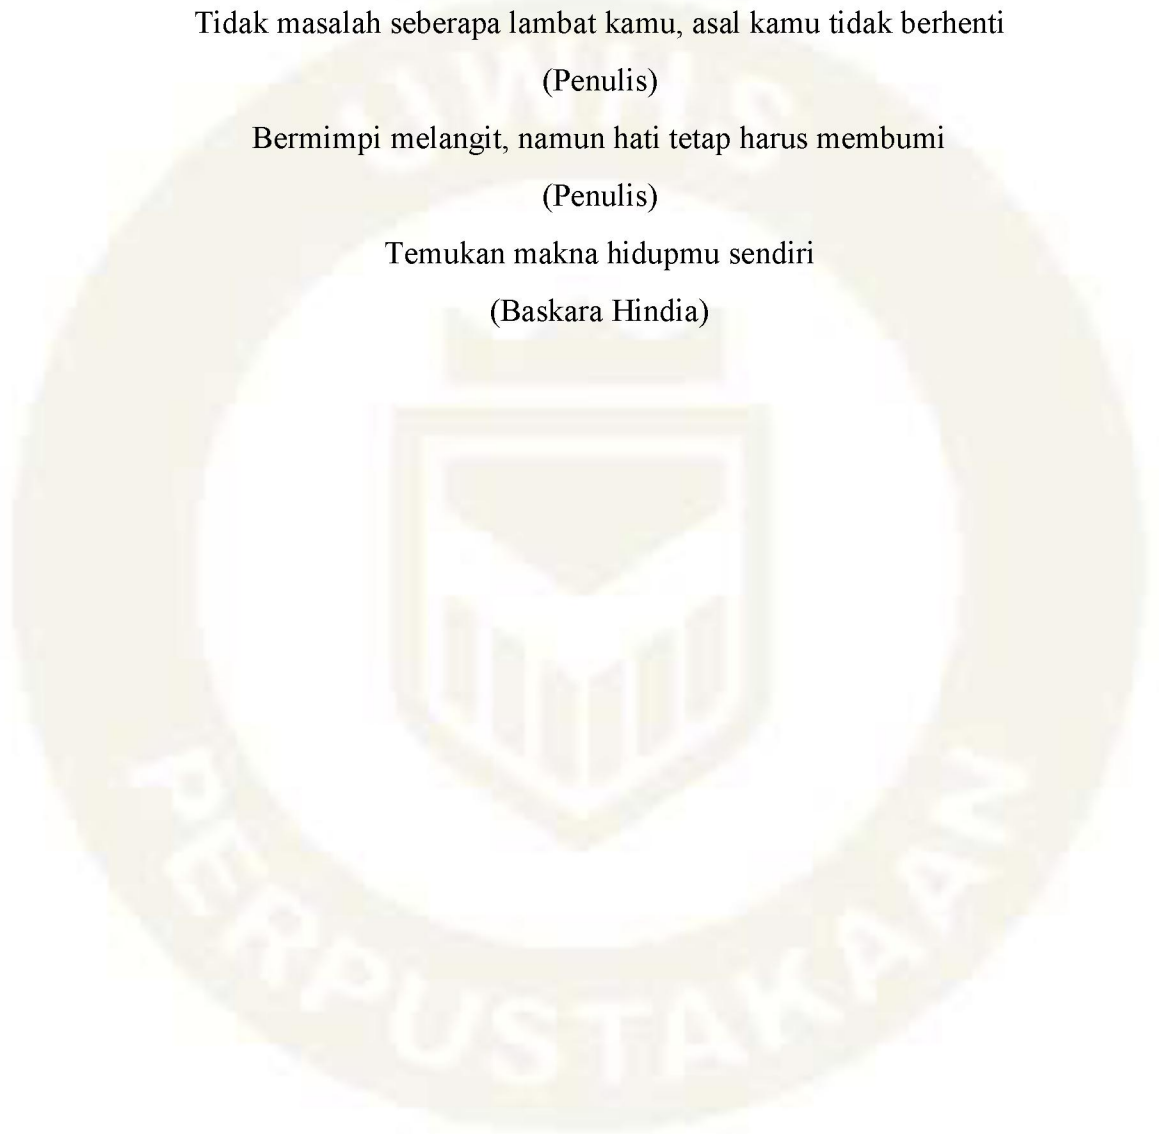 Tidak masalah seberapa lambat kamu, asal kamu tidak berhenti
(Penulis)
Bermimpi melangit, namun hati tetap harus membumi
(Penulis)
Temukan makna hidupmu sendiri
(Baskara Hindia)
UWHS
PERPUSTAKAAN